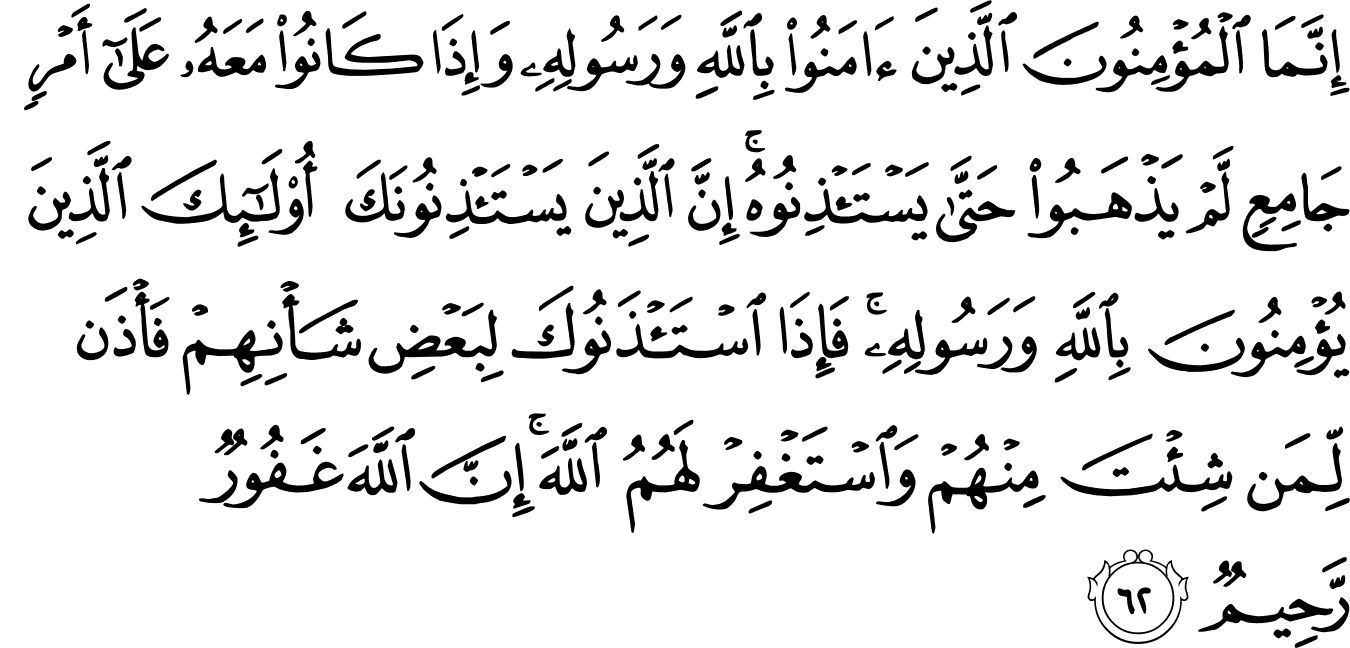 إِنَّمَا ٱلْمُؤْمِنُونَ ٱلَّذِينَ ءَامَنُوا۟ بِٱللَّهِ وَرَسُولِهِۦ وَإِذَا كَانُوا۟ مَعَهُۥ عَلَىٰٓ أَمْرٍ
جَامِعٍ لَّمْ يَذْهَبُوا۟ حَتَّىٰ يَسْتَـْٔذِنُوهُ ۚ إِنَّ ٱلَّذِينَ يَسْتَـْٔذِنُونَكَ أُو۟لَـٰٓئِكَ ٱلَّذِينَ
يُؤْمِنُونَ بِٱللَّهِ وَرَسُولِهِۦ ۚ فَإِذَا ٱسْتَـْٔذَنُوكَ لِبَعْضِ شَأْنِهِمْ فَأْذَن
لِّمَن شِئْتَ مِنْهُمْ وَٱسْتَغْفِرْ لَهُمُ ٱللَّهَ ۚ إِنَّ ٱللَّهَ غَفُورٌ
رَّحِيمٌ ٦٢